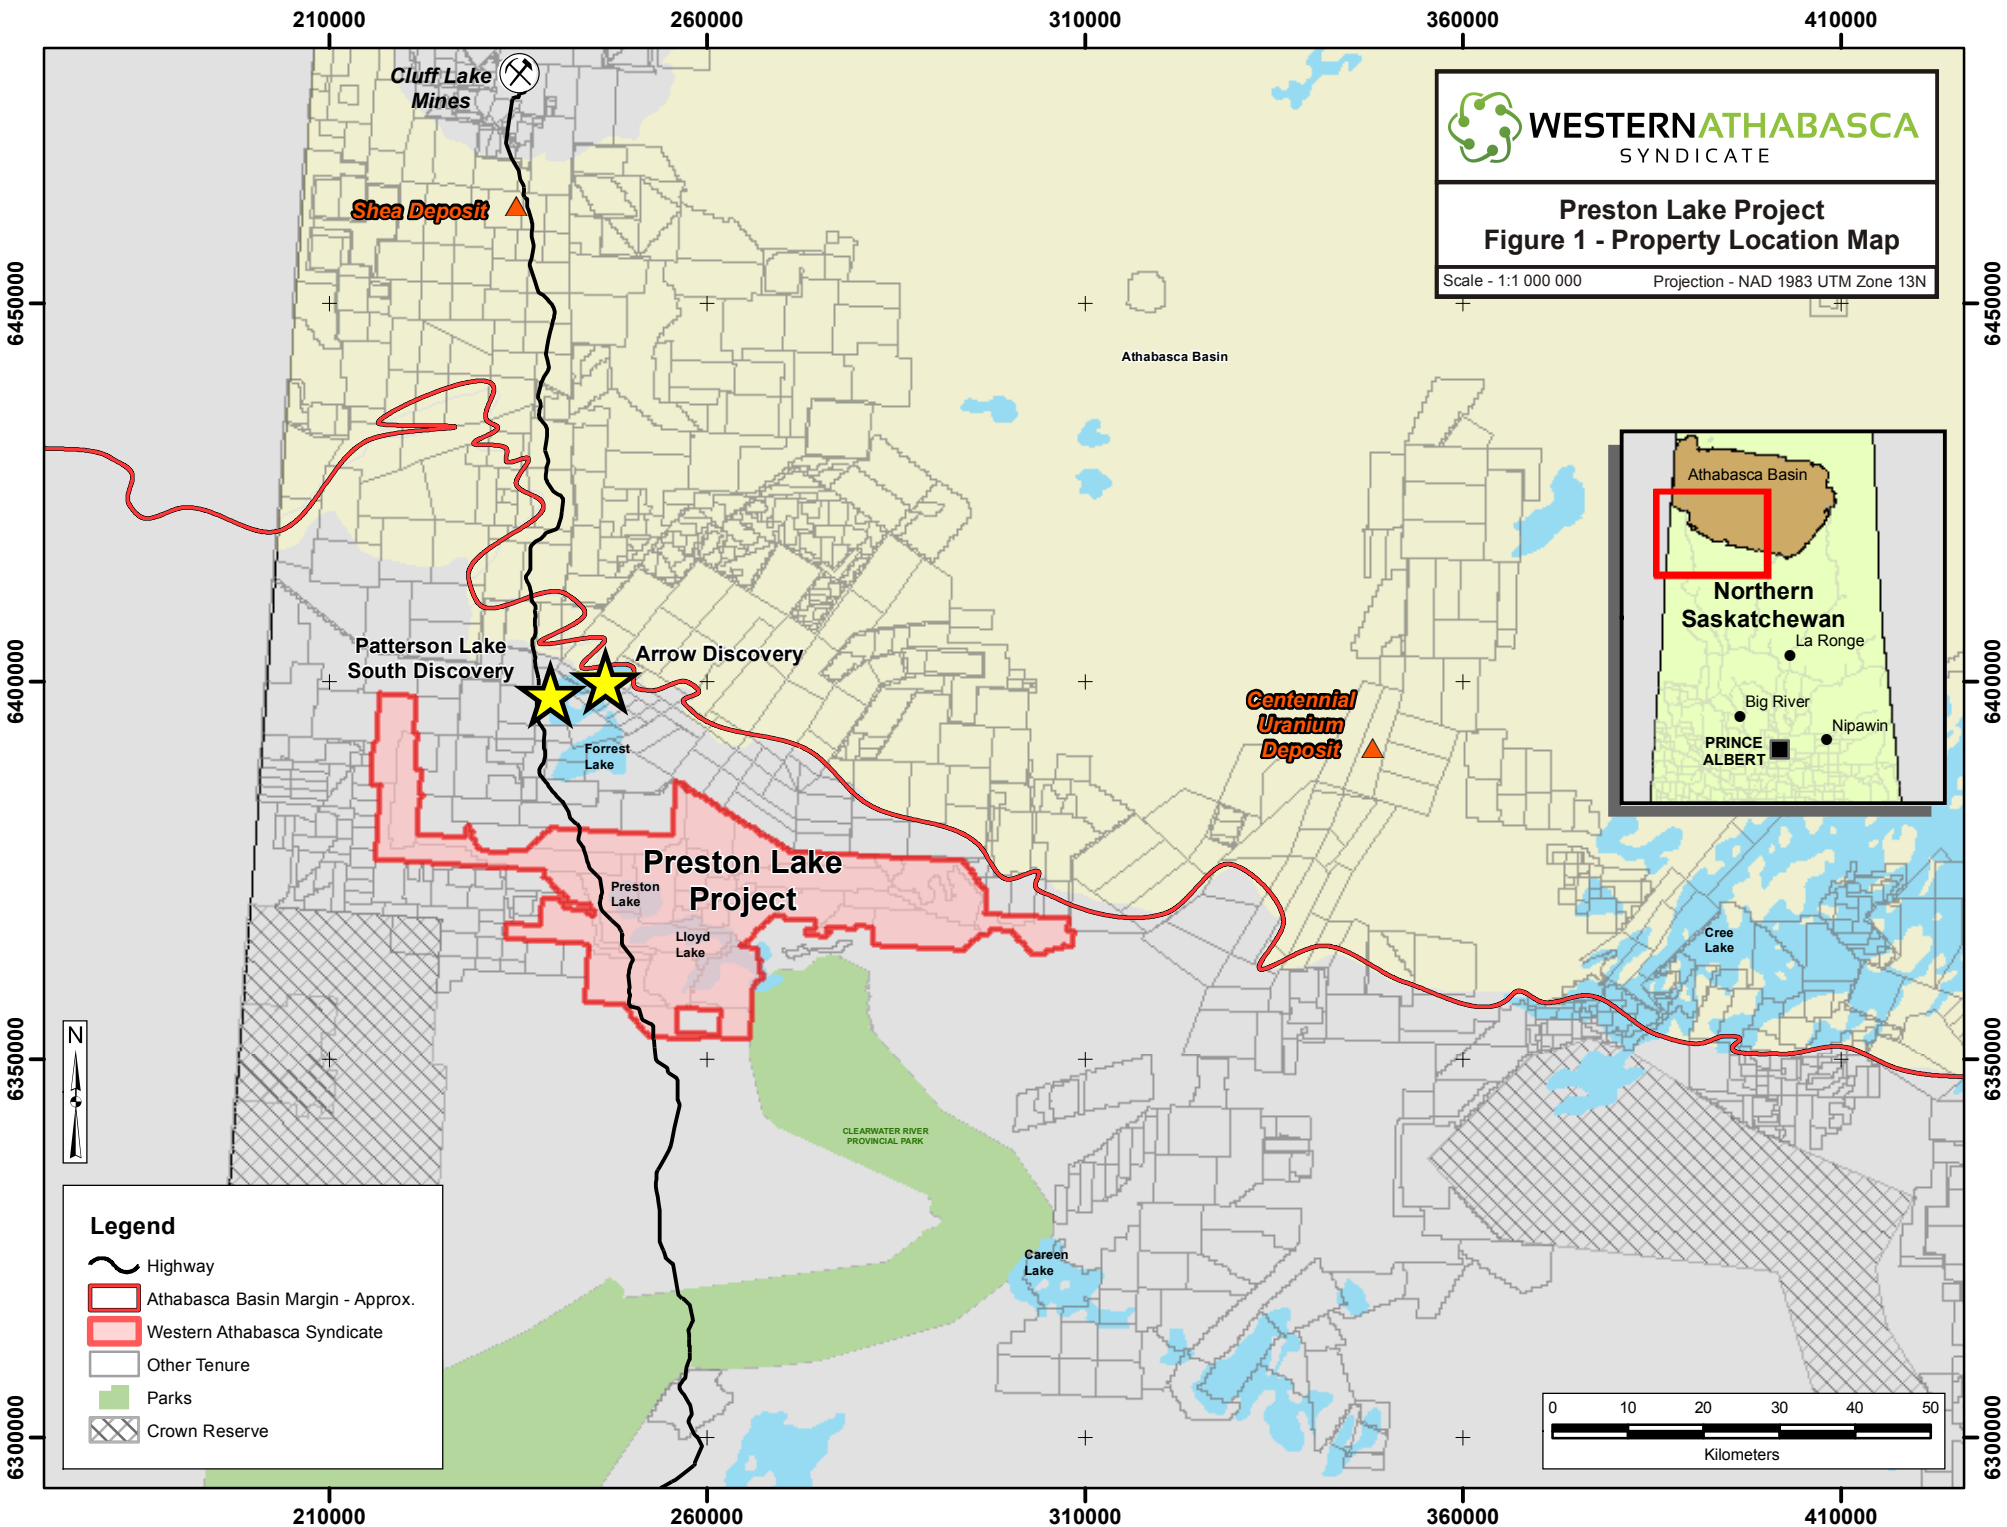 210000
260000
310000
360000
410000
Cluff Lake
Mines
WESTERNATHABASCA
SYNDICATE
Preston Lake Project
Figure 1 - Property Location Map
Scale - 1:1 000 000
Projection - NAD 1983 UTM Zone 13N
Shea Deposit
6450000
6450000
Athabasca Basin
Athabasca Basin
Northern
Saskatchewan
La Ronge
Big River
Nipawin
PRINCE
ALBERT
Patterson Lake
South Discovery
Arrow Discovery
6400000
6400000
Centennial
Uranium
Deposit
Forrest
Lake
Preston Lake
Project
Preston
Lake
Lloyd
Lake
Cree
Lake
N
6350000
6350000
CLEARWATER RIVER
PROVINCIAL PARK
Careen
Lake
Legend
Highway
Athabasca Basin Margin - Approx.
Western Athabasca Syndicate
Other Tenure
Parks
Crown Reserve
0 10 20 30 40 50
Kilometers
6300000
6300000
210000
260000
310000
360000
410000